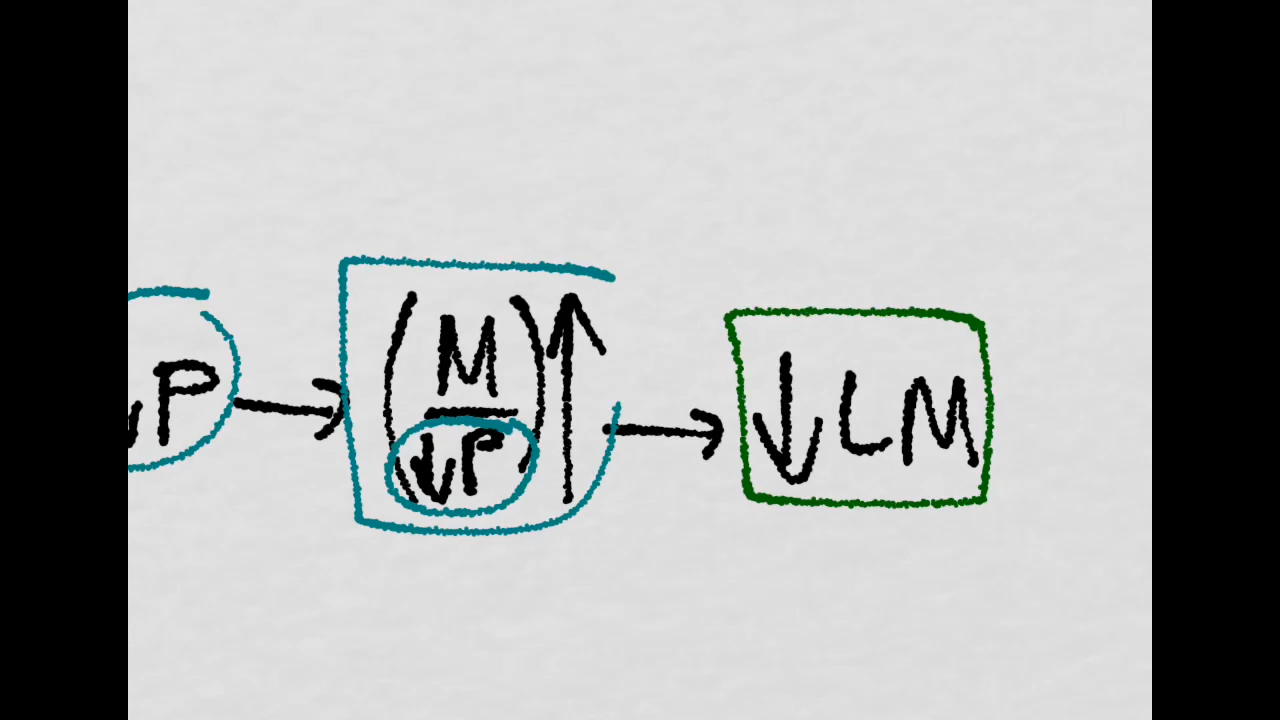 ↓P → (M/↓P)↑ → ↓LM